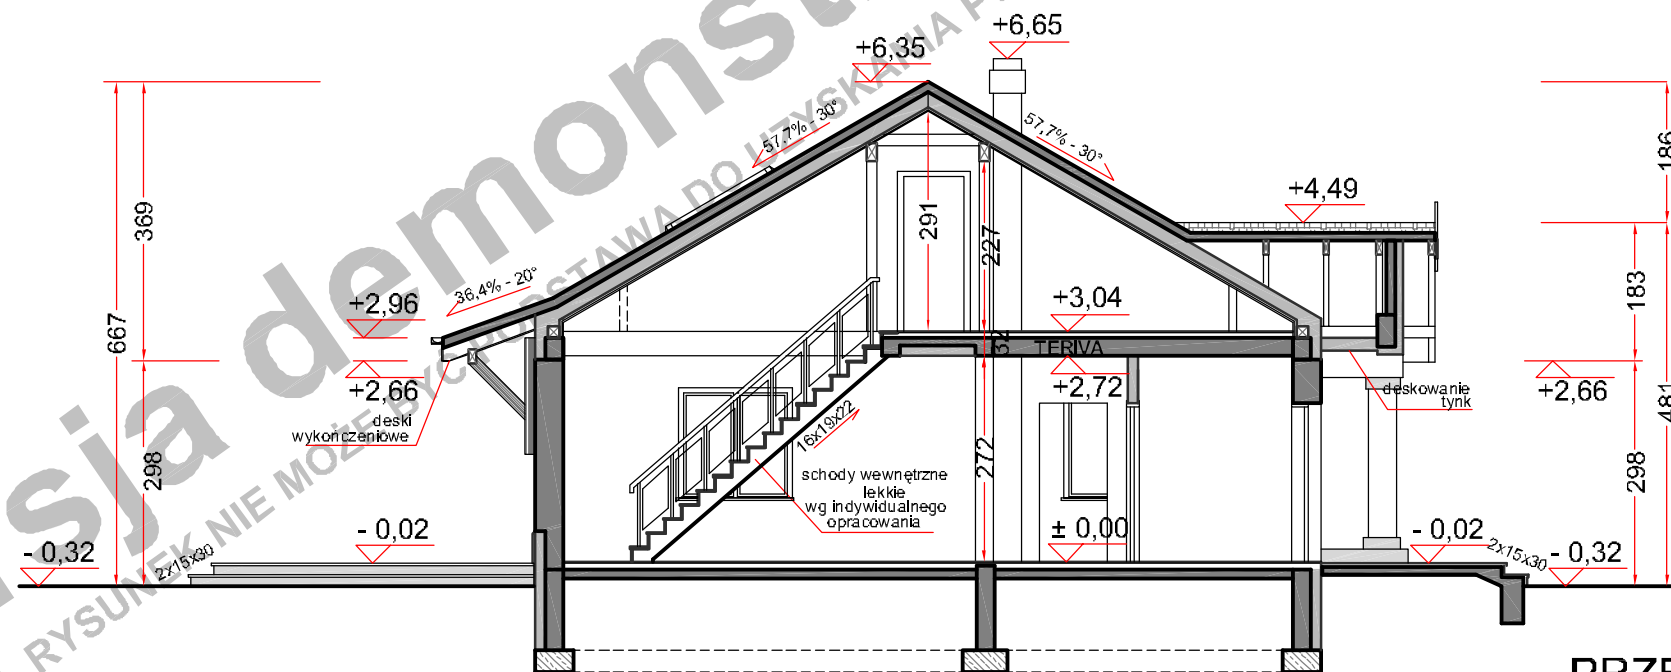 +6,65
+6,35
sja demonst
RYSUNEK NIE MOŻE BYĆ PODSTAWĄ DO UZYSKANIA P
57,7% - 30°
57,7% - 30°
186
+4,49
369
291
227
36,4% - 20°
+2,96
667
+3,04
183
32
TERIVA
+2,66
+2,72
+2,66
481
deski
wykończeniowe
deskowanie
tynk
16x19x22
298
272
298
schody wewnętrzne
lekkie
wg indywidualnego
opracowania
- 0,32
2x15x30
- 0,02
± 0,00
- 0,02
2x15x30
- 0,32